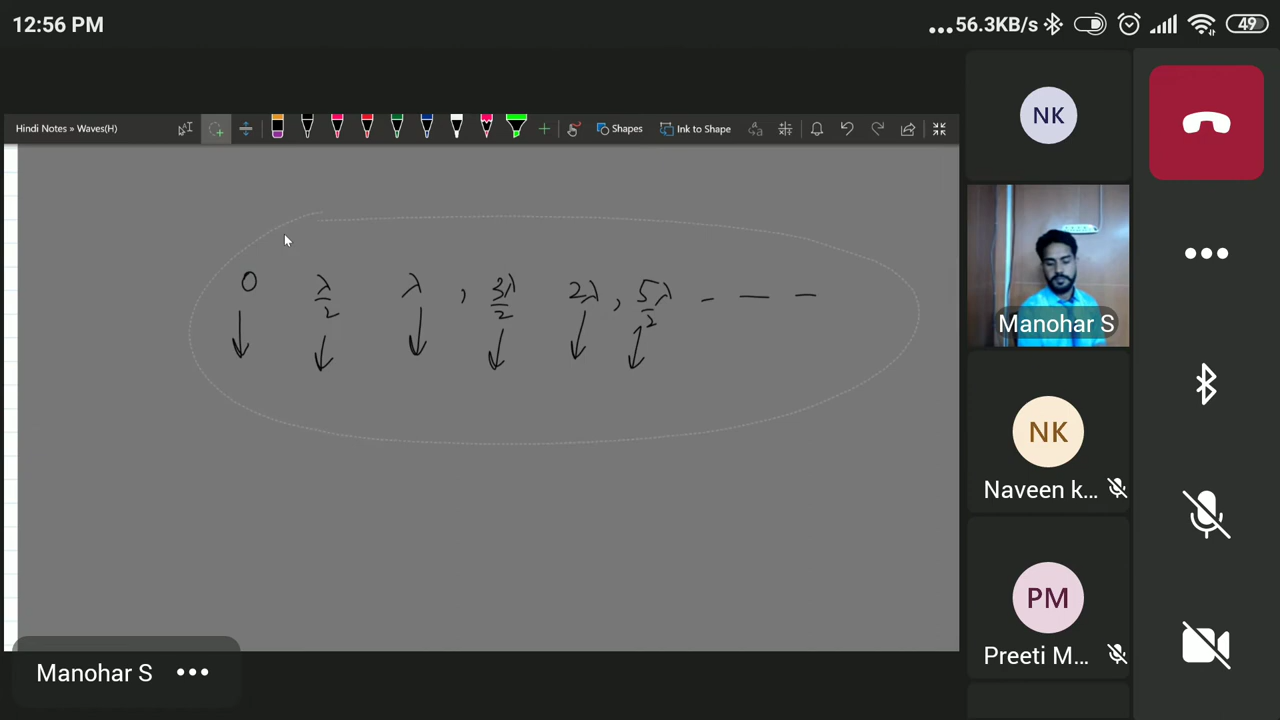 12:56 PM
...56.3KB/s 49
Hindi Notes » Waves(H)
Shapes
Ink to Shape
NK
0 λ/2 λ , 3λ/2 2λ , 5λ/2 - — —
Manohar S
NK
Naveen k...
PM
Preeti M...
Manohar S